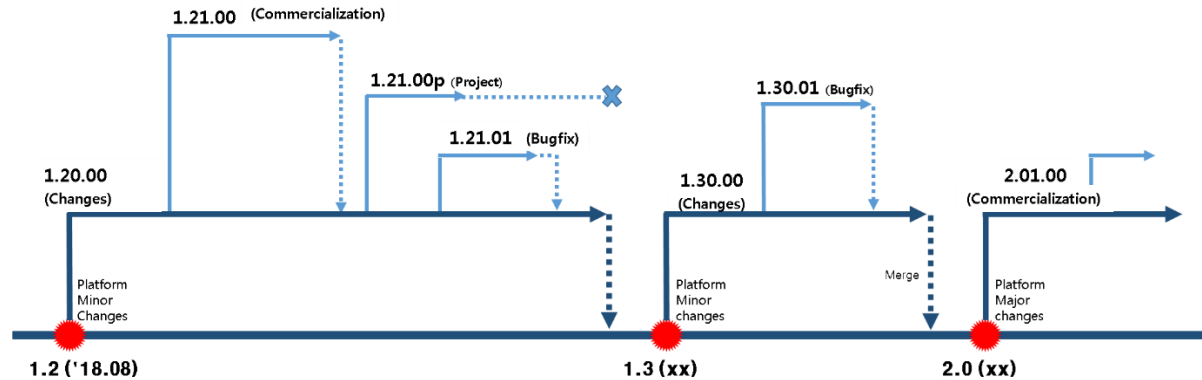 1.21.00 (Commercialization)
1.21.00p (Project)
1.30.01 (Bugfix)
1.21.01 (Bugfix)
1.20.00
(Changes)
1.30.00
(Changes)
2.01.00
(Commercialization)
Platform
Minor
Changes
Merge
Platform
Minor
changes
Platform
Major
changes
1.2 ('18.08)
1.3 (xx)
2.0 (xx)